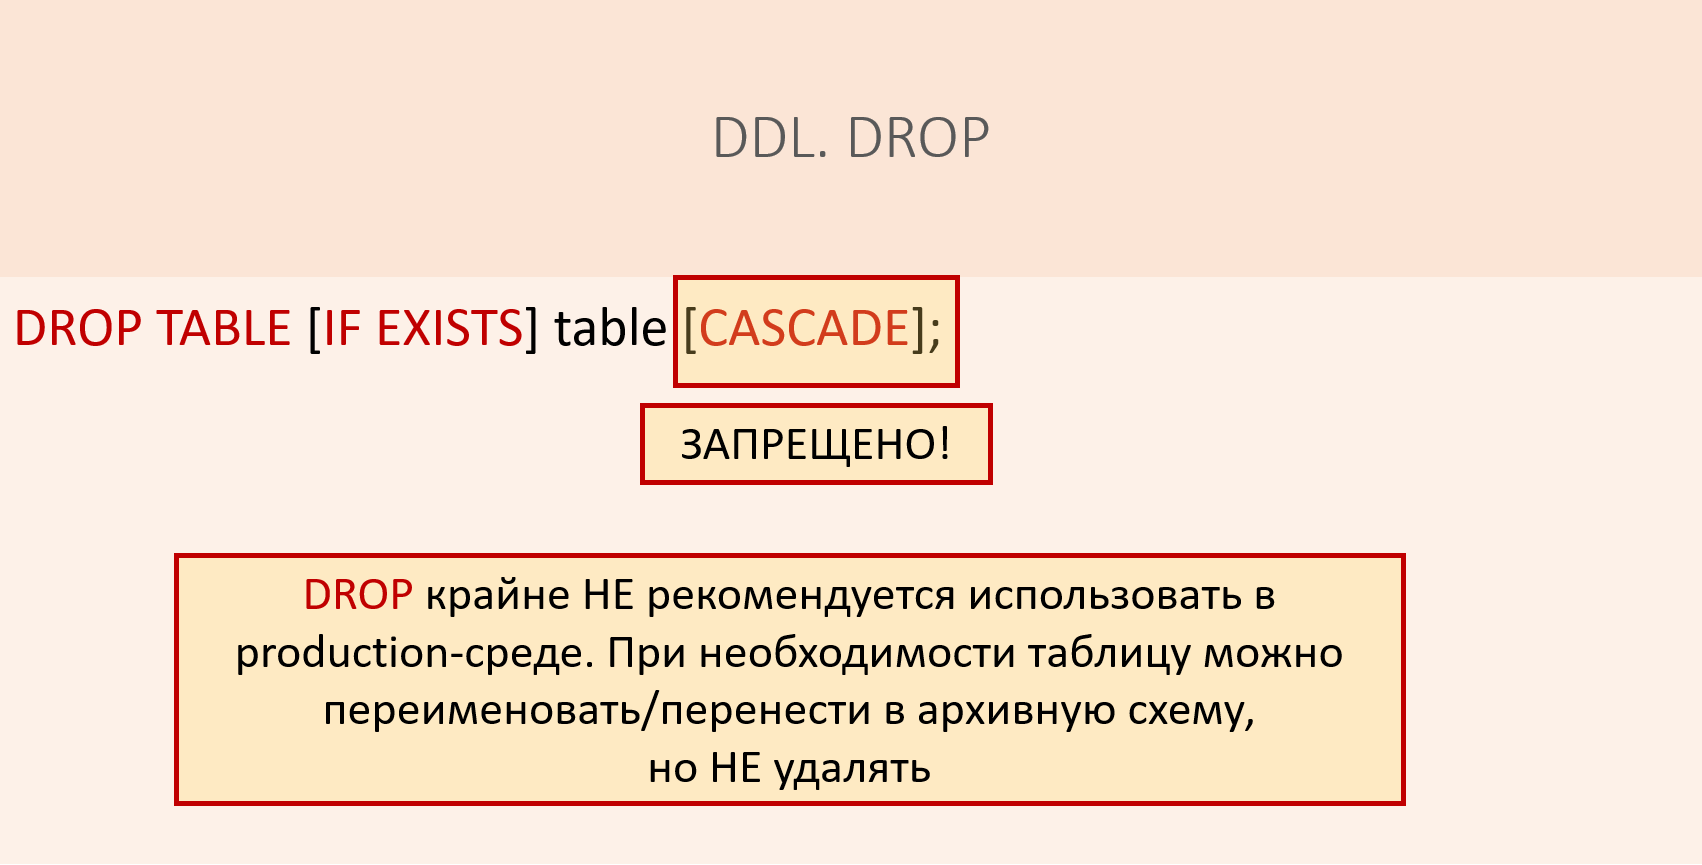 DDL. DROP
DROP TABLE [IF EXISTS] table [CASCADE];
ЗАПРЕЩЕНО!
DROP крайне НЕ рекомендуется использовать в
production-среде. При необходимости таблицу можно
переименовать/перенести в архивную схему,
но НЕ удалять